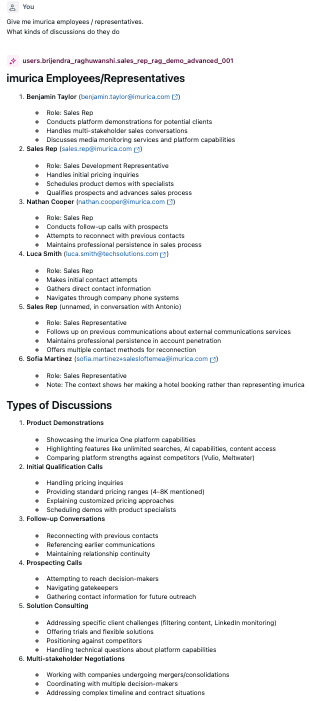 You
Give me imurica employees / representatives.
What kinds of discussions do they do
users.brijendra_raghuwanshi.sales_rep_rag_demo_advanced_001
imurica Employees/Representatives
1. Benjamin Taylor (benjamin.taylor@imurica.com)
Role: Sales Rep
Conducts platform demonstrations for potential clients
Handles multi-stakeholder sales conversations
Discusses media monitoring services and platform capabilities
2. Sales Rep (sales.rep@imurica.com)
Role: Sales Development Representative
Handles initial pricing inquiries
Schedules product demos with specialists
Qualifies prospects and advances sales process
3. Nathan Cooper (nathan.cooper@imurica.com)
Role: Sales Rep
Conducts follow-up calls with prospects
Attempts to reconnect with previous contacts
Maintains professional persistence in sales process
4. Luca Smith (luca.smith@techsolutions.com)
Role: Sales Rep
Makes initial contact attempts
Gathers direct contact information
Navigates through company phone systems
5. Sales Rep (unnamed, in conversation with Antonio)
Role: Sales Representative
Follows up on previous communications about external communications services
Maintains professional persistence in account penetration
Offers multiple contact methods for reconnection
6. Sofia Martinez (sofia.martinez+salesloftemea@imurica.com)
Role: Sales Representative
Note: The context shows her making a hotel booking rather than representing imurica
Types of Discussions
1. Product Demonstrations
Showcasing the imurica One platform capabilities
Highlighting features like unlimited searches, AI capabilities, content access
Comparing platform strengths against competitors (Vulio, Meltwater)
2. Initial Qualification Calls
Handling pricing inquiries
Providing standard pricing ranges (4-8K mentioned)
Explaining customized pricing approaches
Scheduling demos with product specialists
3. Follow-up Conversations
Reconnecting with previous contacts
Referencing earlier communications
Maintaining relationship continuity
4. Prospecting Calls
Attempting to reach decision-makers
Navigating gatekeepers
Gathering contact information for future outreach
5. Solution Consulting
Addressing specific client challenges (filtering content, LinkedIn monitoring)
Offering trials and flexible solutions
Positioning against competitors
Handling technical questions about platform capabilities
6. Multi-stakeholder Negotiations
Working with companies undergoing mergers/consolidations
Coordinating with multiple decision-makers
Addressing complex timeline and contract situations